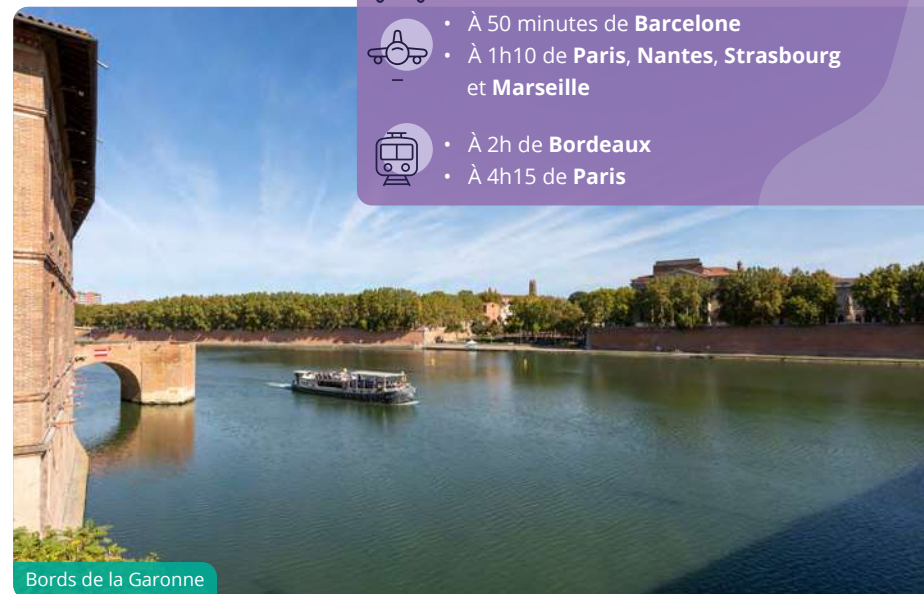 • À 50 minutes de Barcelone
• À 1h10 de Paris, Nantes, Strasbourg
et Marseille
• À 2h de Bordeaux
• À 4h15 de Paris
Bords de la Garonne